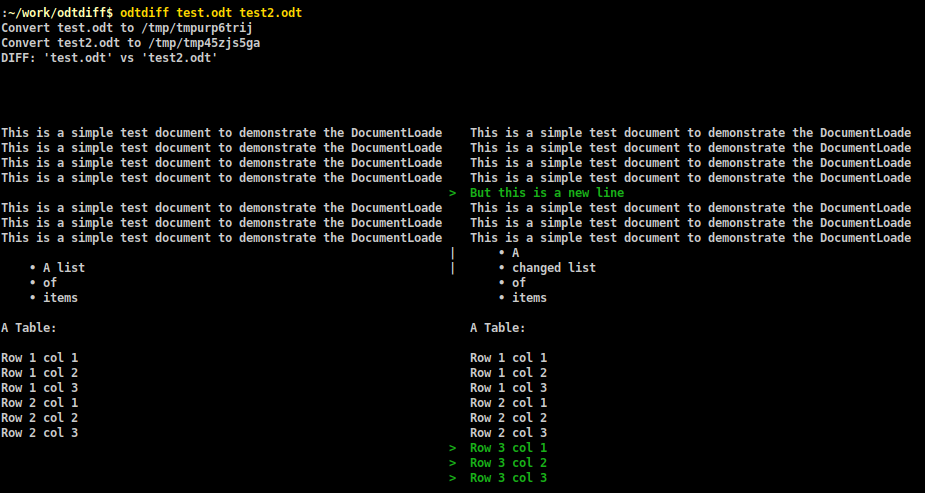 :~/work/odtdiff$ odtdiff test.odt test2.odt
Convert test.odt to /tmp/tmpurp6trij
Convert test2.odt to /tmp/tmp45zjs5ga
DIFF: 'test.odt' vs 'test2.odt'
This is a simple test document to demonstrate the DocumentLoade    This is a simple test document to demonstrate the DocumentLoade
This is a simple test document to demonstrate the DocumentLoade    This is a simple test document to demonstrate the DocumentLoade
This is a simple test document to demonstrate the DocumentLoade    This is a simple test document to demonstrate the DocumentLoade
This is a simple test document to demonstrate the DocumentLoade    This is a simple test document to demonstrate the DocumentLoade
                                                                >  But this is a new line
This is a simple test document to demonstrate the DocumentLoade    This is a simple test document to demonstrate the DocumentLoade
This is a simple test document to demonstrate the DocumentLoade    This is a simple test document to demonstrate the DocumentLoade
This is a simple test document to demonstrate the DocumentLoade    This is a simple test document to demonstrate the DocumentLoade
                                                                |      • A
    • A list                                                    |      • changed list
    • of                                                               • of
    • items                                                            • items
A Table:                                                           A Table:
Row 1 col 1                                                        Row 1 col 1
Row 1 col 2                                                        Row 1 col 2
Row 1 col 3                                                        Row 1 col 3
Row 2 col 1                                                        Row 2 col 1
Row 2 col 2                                                        Row 2 col 2
Row 2 col 3                                                        Row 2 col 3
                                                                >  Row 3 col 1
                                                                >  Row 3 col 2
                                                                >  Row 3 col 3